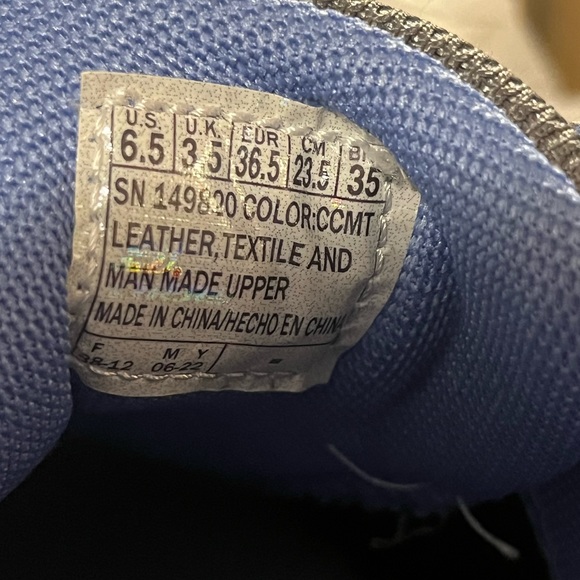 U.S. U.K. EUR CM BR
6.5 3.5 36.5 23.5 35
SN 149820 COLOR:CCMT
LEATHER,TEXTILE AND
MAN MADE UPPER
MADE IN CHINA/HECHO EN CHINA
F M Y
06-22